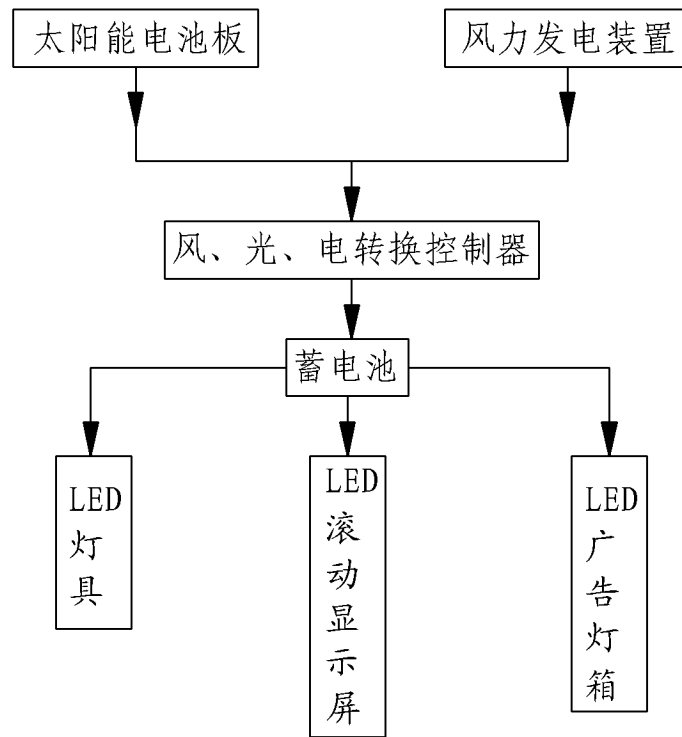 太阳能电池板
风力发电装置
风、光、电转换控制器
蓄电池
LED
灯
具
LED
滚
动
显
示
屏
LED
广
告
灯
箱